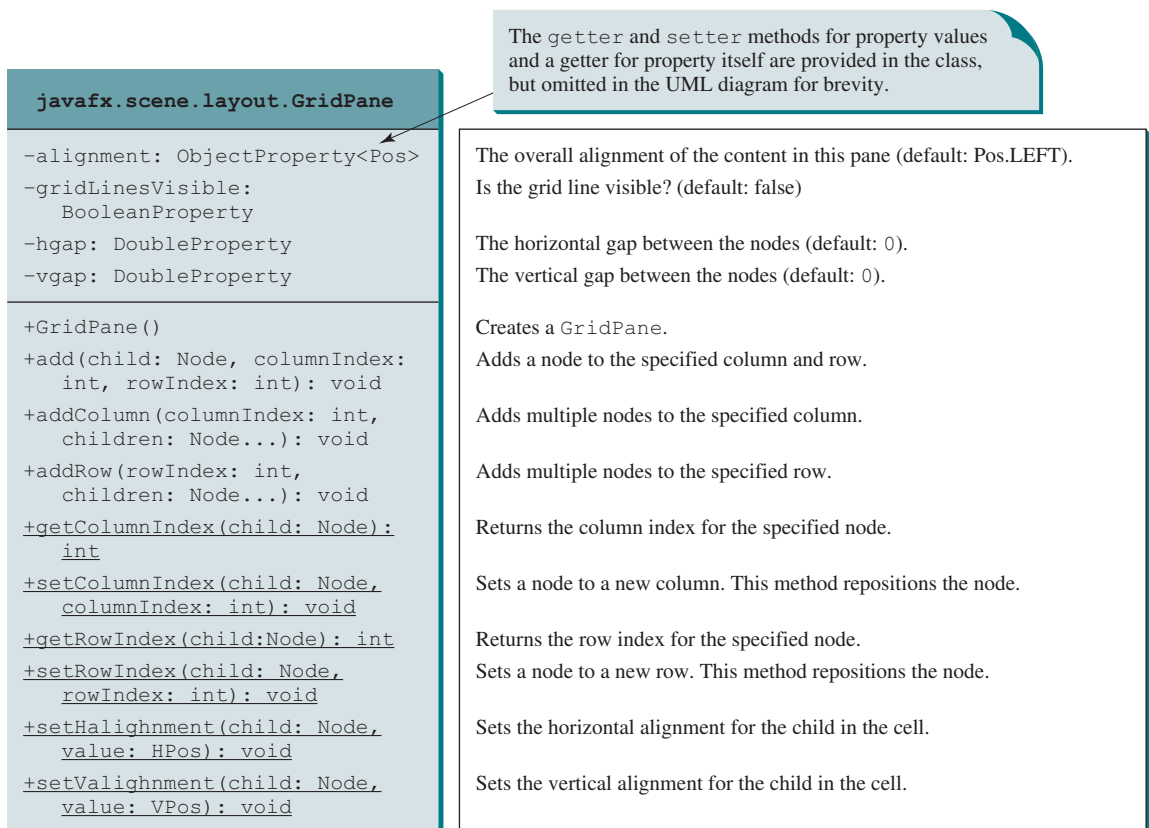 The getter and setter methods for property values
and a getter for property itself are provided in the class,
but omitted in the UML diagram for brevity.
javafx.scene.layout.GridPane
-alignment: ObjectProperty<Pos>
The overall alignment of the content in this pane (default: Pos.LEFT).
-gridLinesVisible:
BooleanProperty
Is the grid line visible? (default: false)
-hgap: DoubleProperty
The horizontal gap between the nodes (default: 0).
-vgap: DoubleProperty
The vertical gap between the nodes (default: 0).
+GridPane()
Creates a GridPane.
+add(child: Node, columnIndex:
int, rowIndex: int): void
Adds a node to the specified column and row.
+addColumn(columnIndex: int,
children: Node...): void
Adds multiple nodes to the specified column.
+addRow(rowIndex: int,
children: Node...): void
Adds multiple nodes to the specified row.
+getColumnIndex(child: Node):
int
Returns the column index for the specified node.
+setColumnIndex(child: Node,
columnIndex: int): void
Sets a node to a new column. This method repositions the node.
+getRowIndex(child:Node): int
Returns the row index for the specified node.
+setRowIndex(child: Node,
rowIndex: int): void
Sets a node to a new row. This method repositions the node.
+setHalighnment(child: Node,
value: HPos): void
Sets the horizontal alignment for the child in the cell.
+setValighnment(child: Node,
value: VPos): void
Sets the vertical alignment for the child in the cell.